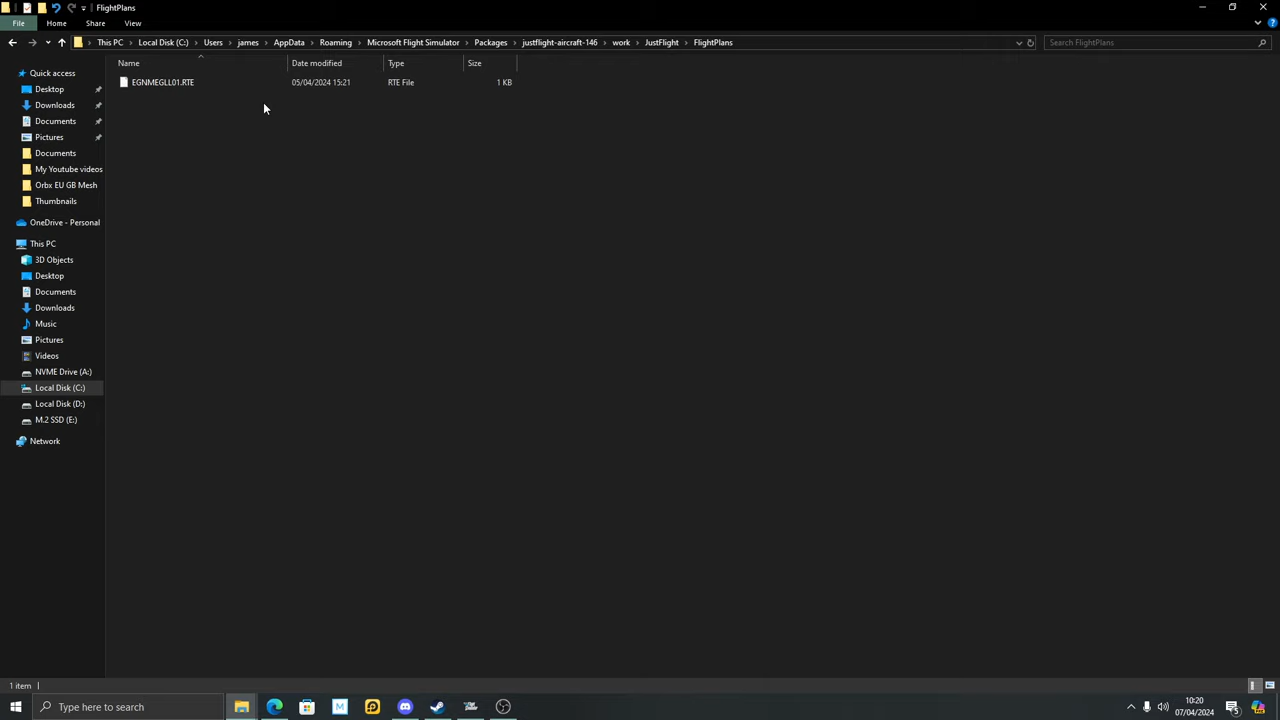 FlightPlans
File Home Share View
This PC Local Disk (C:) Users james AppData Roaming Microsoft Flight Simulator Packages justflight-aircraft-146 work JustFlight FlightPlans Search FlightPlans
Name Date modified Type Size
EGNMEGLL01.RTE 05/04/2024 15:21 RTE File 1 KB
Quick access
Desktop
Downloads
Documents
Pictures
Documents
My Youtube videos
Orbx EU GB Mesh
Thumbnails
OneDrive - Personal
This PC
3D Objects
Desktop
Documents
Downloads
Music
Pictures
Videos
NVME Drive (A:)
Local Disk (C:)
Local Disk (D:)
M.2 SSD (E:)
Network
1 item
Type here to search
10:20
07/04/2024